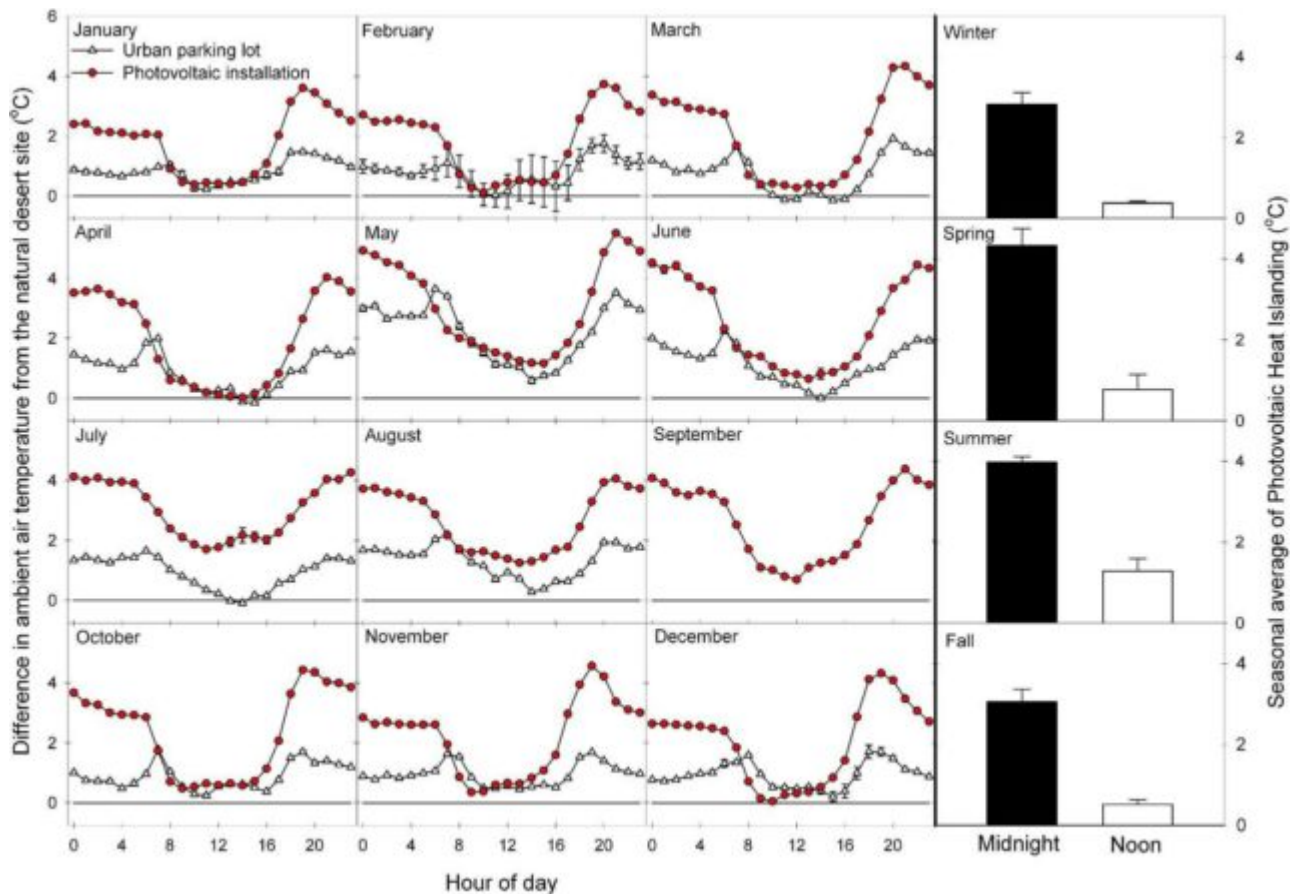 Difference in ambient air temperature from the natural desert site (°C)
6
4
2
0
4
2
0
4
2
0
4
2
0
January
Urban parking lot
Photovoltaic installation
February
March
Winter
April
May
June
Spring
July
August
September
Summer
October
November
December
Fall
4
2
0
4
2
0
4
2
0
4
2
0
Seasonal average of Photovoltaic Heat Islanding (°C)
0 4 8 12 16 20 0 4 8 12 16 20 0 4 8 12 16 20
Midnight Noon
Hour of day